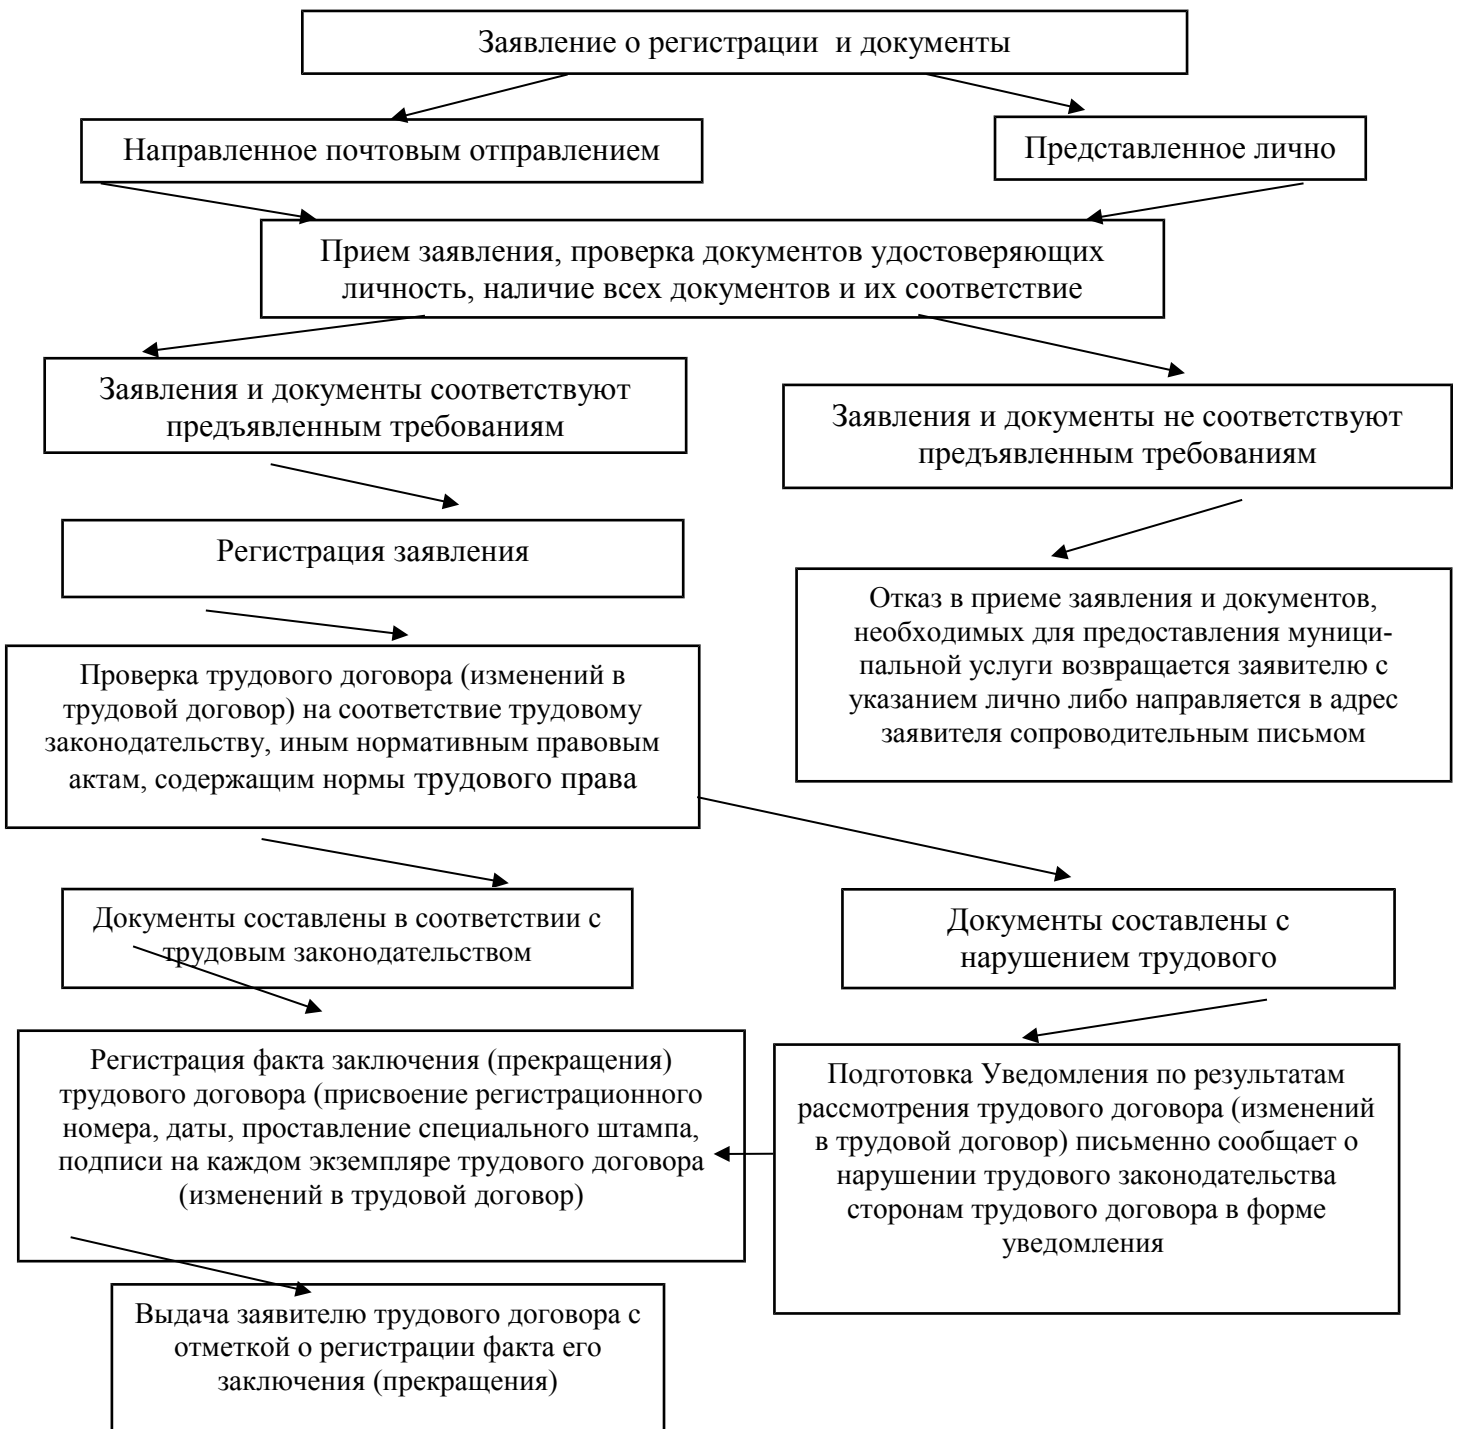 Заявление о регистрации и документы
Направленное почтовым отправлением
Представленное лично
Прием заявления, проверка документов удостоверяющих
личность, наличие всех документов и их соответствие
Заявления и документы соответствуют
предъявленным требованиям
Заявления и документы не соответствуют
предъявленным требованиям
Регистрация заявления
Отказ в приеме заявления и документов,
необходимых для предоставления муници-
пальной услуги возвращается заявителю с
указанием лично либо направляется в адрес
заявителя сопроводительным письмом
Проверка трудового договора (изменений в
трудовой договор) на соответствие трудовому
законодательству, иным нормативным правовым
актам, содержащим нормы трудового права
Документы составлены в соответствии с
трудовым законодательством
Документы составлены с
нарушением трудового
Регистрация факта заключения (прекращения)
трудового договора (присвоение регистрационного
номера, даты, проставление специального штампа,
подписи на каждом экземпляре трудового договора
(изменений в трудовой договор)
Подготовка Уведомления по результатам
рассмотрения трудового договора (изменений
в трудовой договор) письменно сообщает о
нарушении трудового законодательства
сторонам трудового договора в форме
уведомления
Выдача заявителю трудового договора с
отметкой о регистрации факта его
заключения (прекращения)